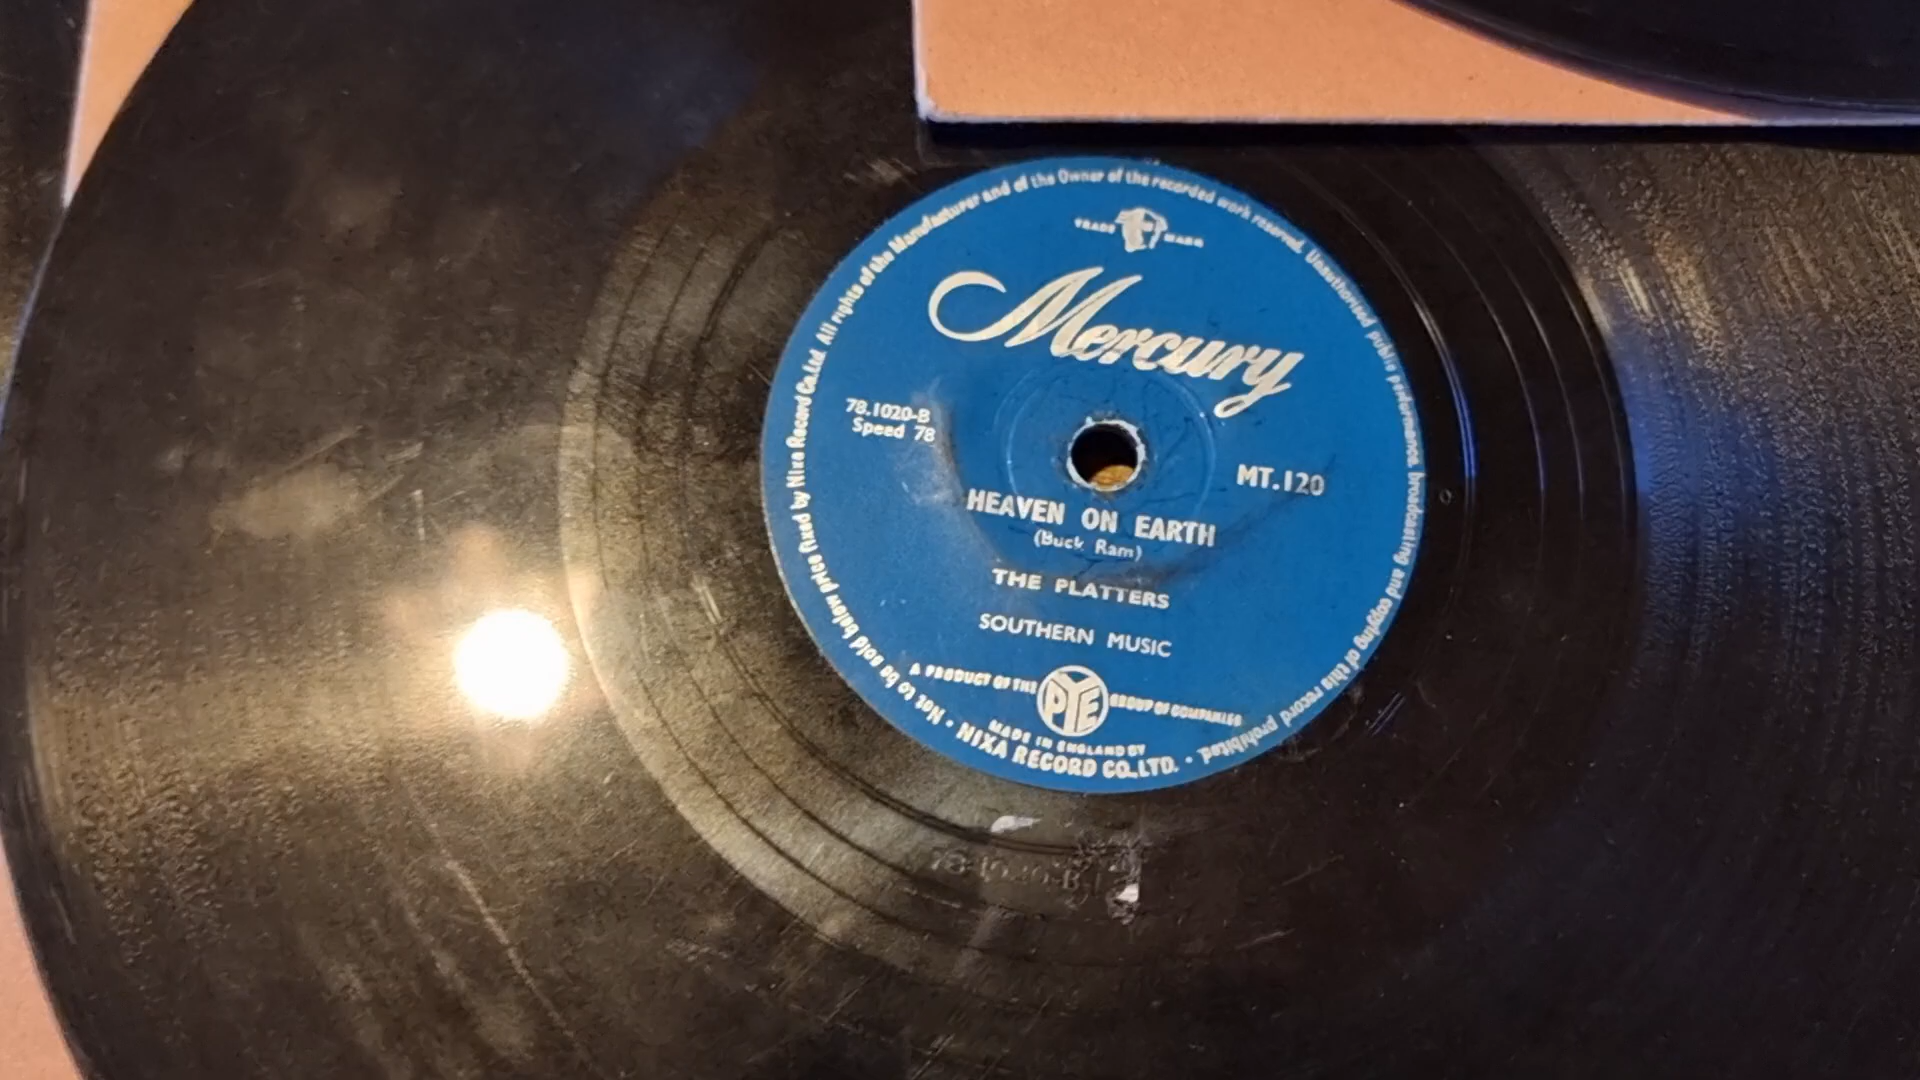 All rights of the Manufacturer and of the Owner of the recorded work reserved. Unauthorised public performance, broadcasting and copying of this record prohibited.
TRADE MARK
Mercury
78.1020-B
Speed 78
MT.120
HEAVEN ON EARTH
(Buck Ram)
THE PLATTERS
SOUTHERN MUSIC
A PRODUCT OF THE PYE GROUP OF COMPANIES
MADE IN ENGLAND BY
NIXA RECORD CO. LTD.
• Not to be sold below price fixed by Nixa Record Co. Ltd.